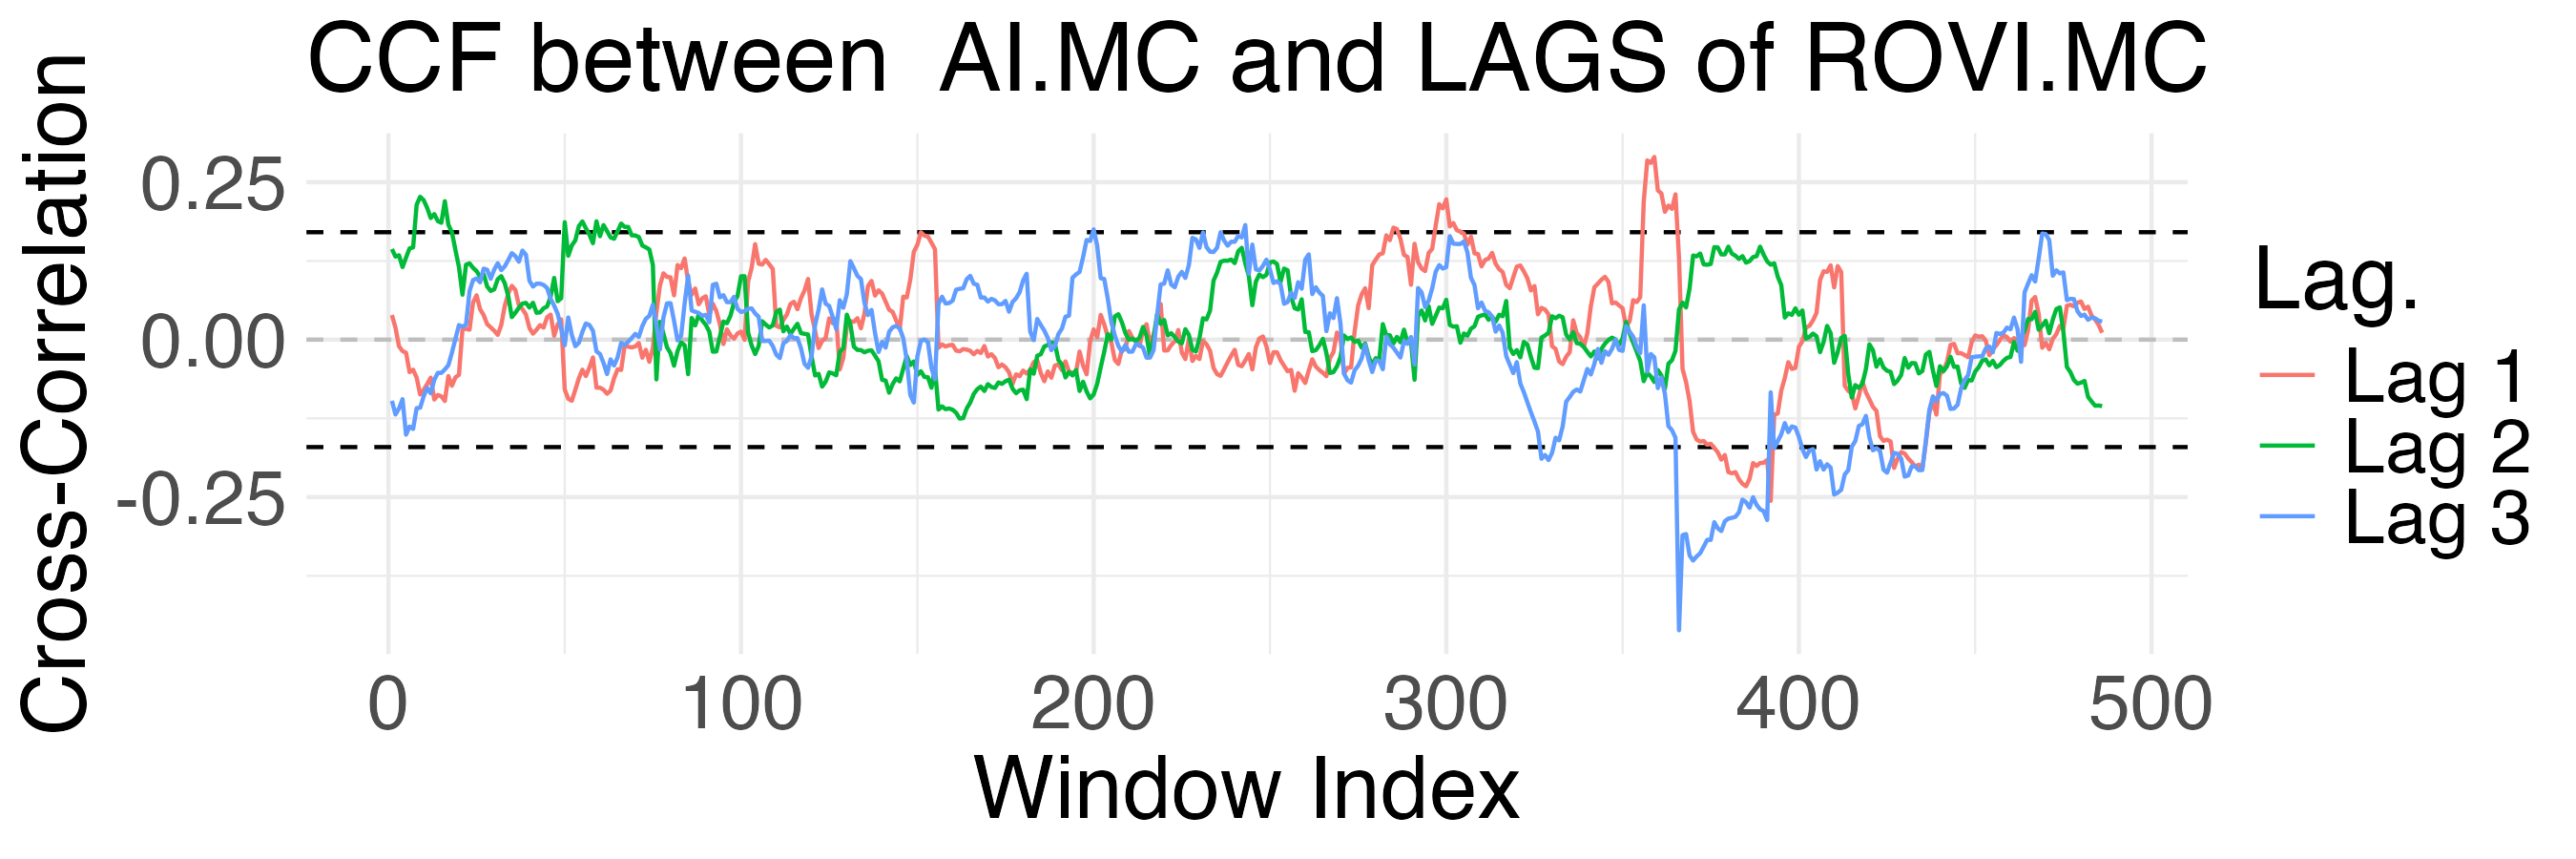 CCF between  AI.MC and LAGS of ROVI.MC
Cross-Correlation
0.25
0.00
-0.25
0 100 200 300 400 500
Window Index
Lag.
Lag 1
Lag 2
Lag 3